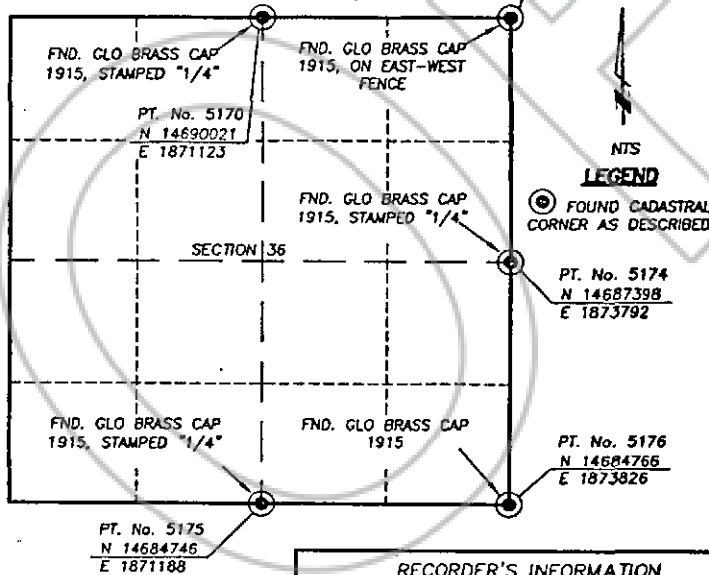 FND. GLO BRASS CAP
1915, STAMPED "1/4"
FND. GLO BRASS CAP
1915, ON EAST-WEST
FENCE
PT. No. 5170
N 14690021
E 1871123
NTS
LEGEND
FOUND CADASTRAL
CORNER AS DESCRIBED
FND. GLO BRASS CAP
1915, STAMPED "1/4"
SECTION 36
PT. No. 5174
N 14687398
E 1873792
FND. GLO BRASS CAP
1915, STAMPED "1/4"
FND. GLO BRASS CAP
1915
PT. No. 5176
N 14684766
E 1873826
PT. No. 5175
N 14684746
E 1871188
RECORDER'S INFORMATION